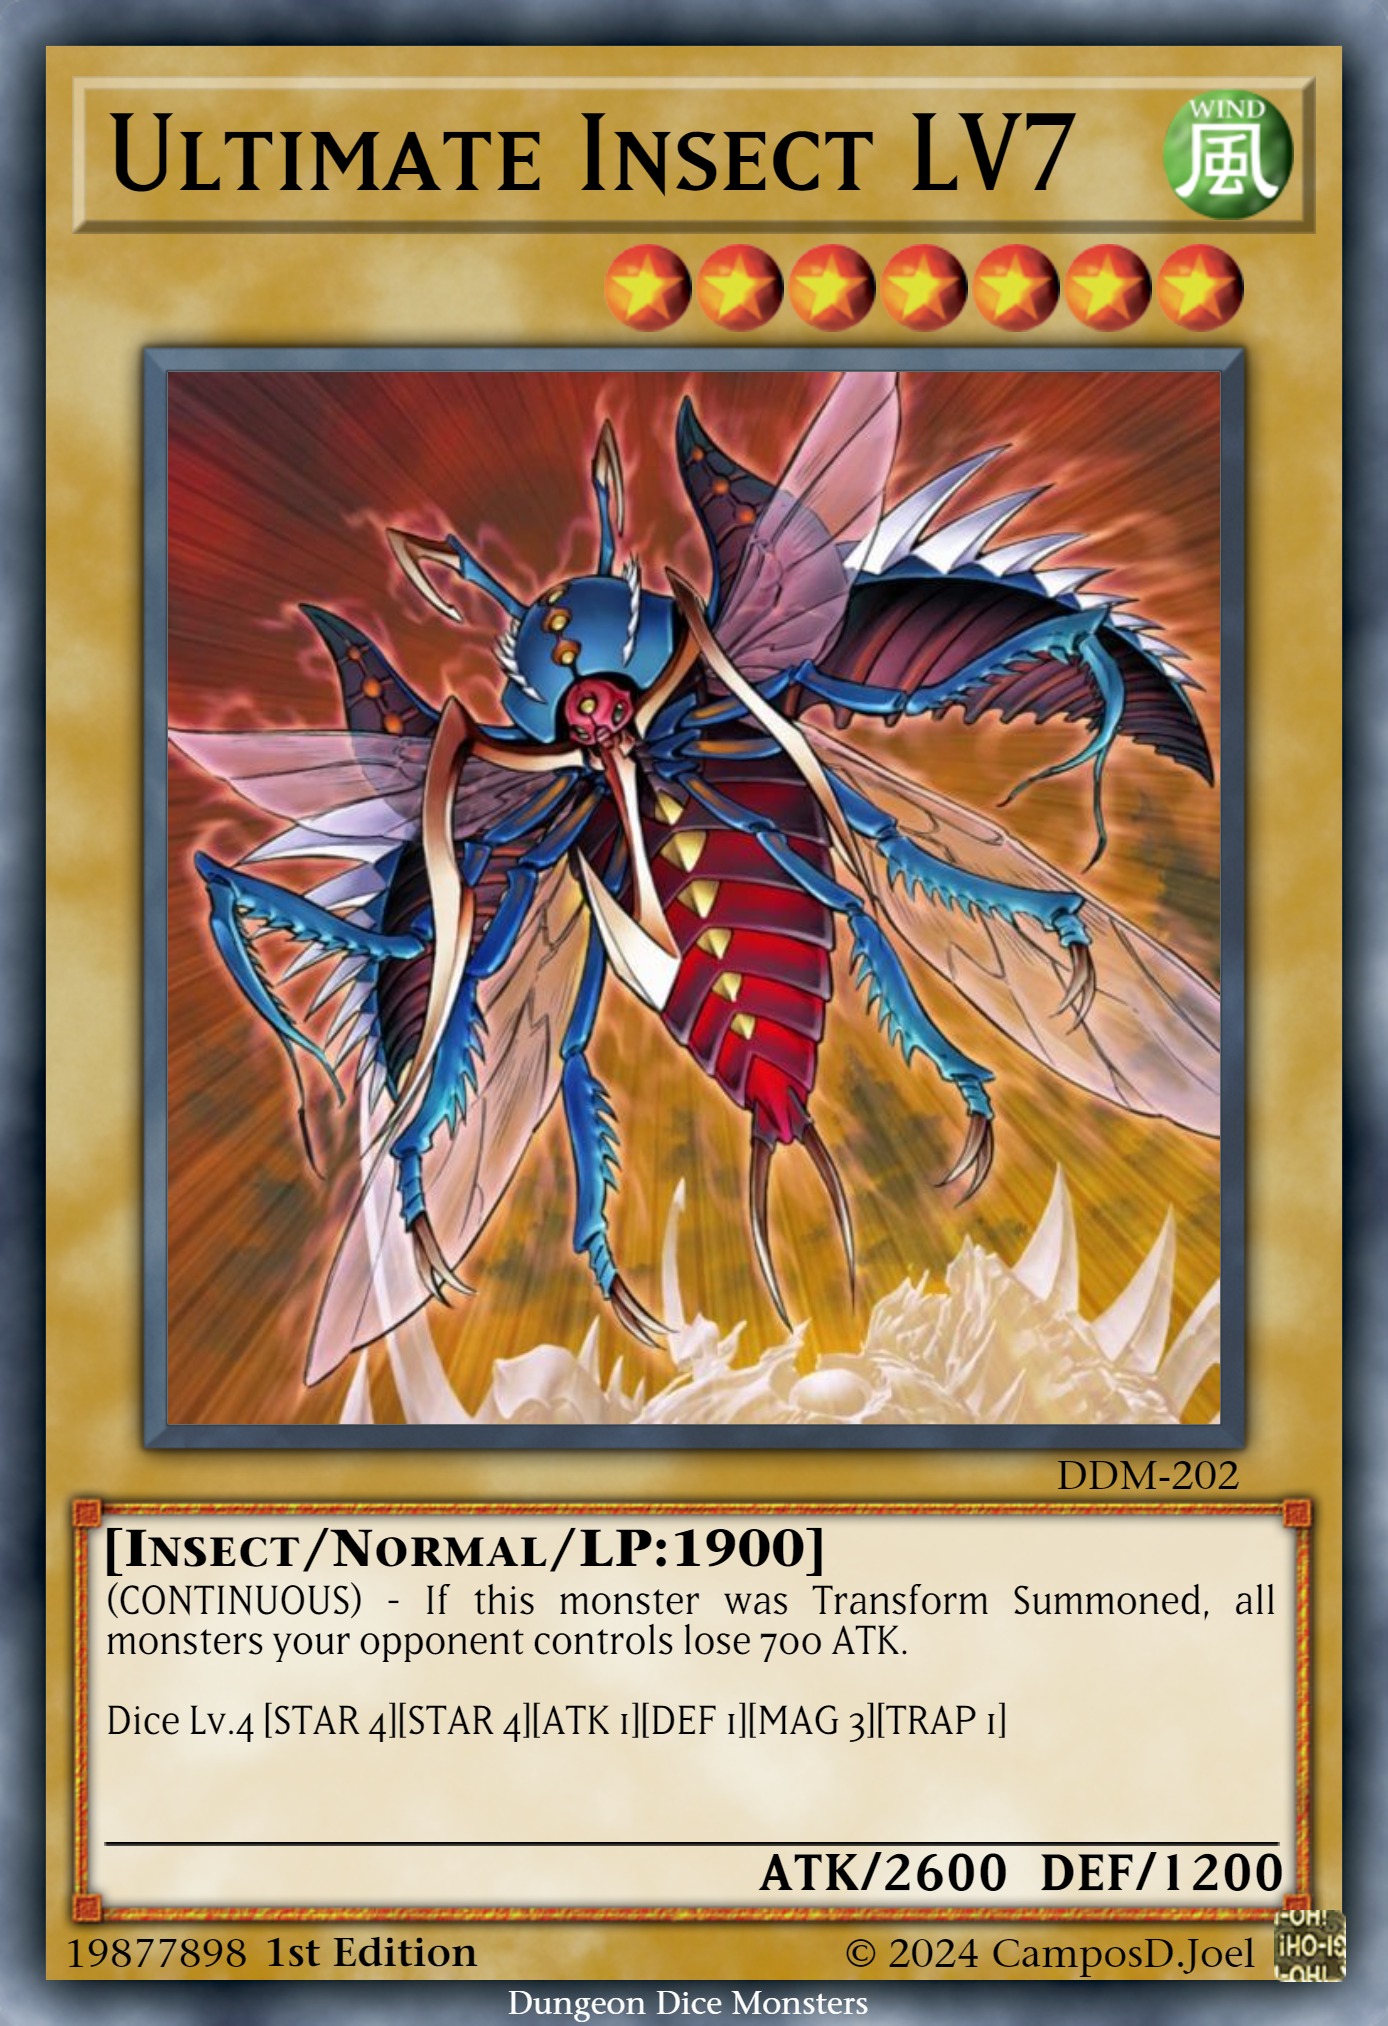 Ultimate Insect LV7
WIND
風
DDM-202
[Insect/Normal/LP:1900]
(CONTINUOUS) - If this monster was Transform Summoned, all
monsters your opponent controls lose 700 ATK.
Dice Lv.4 [STAR 4][STAR 4][ATK 1][DEF 1][MAG 3][TRAP 1]
ATK/2600 DEF/1200
19877898 1st Edition
© 2024 CamposD.Joel
Dungeon Dice Monsters